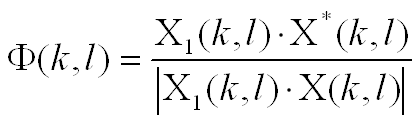 Φ(k,l) = X₁(k,l)·X*(k,l) / |X₁(k,l)·X(k,l)|